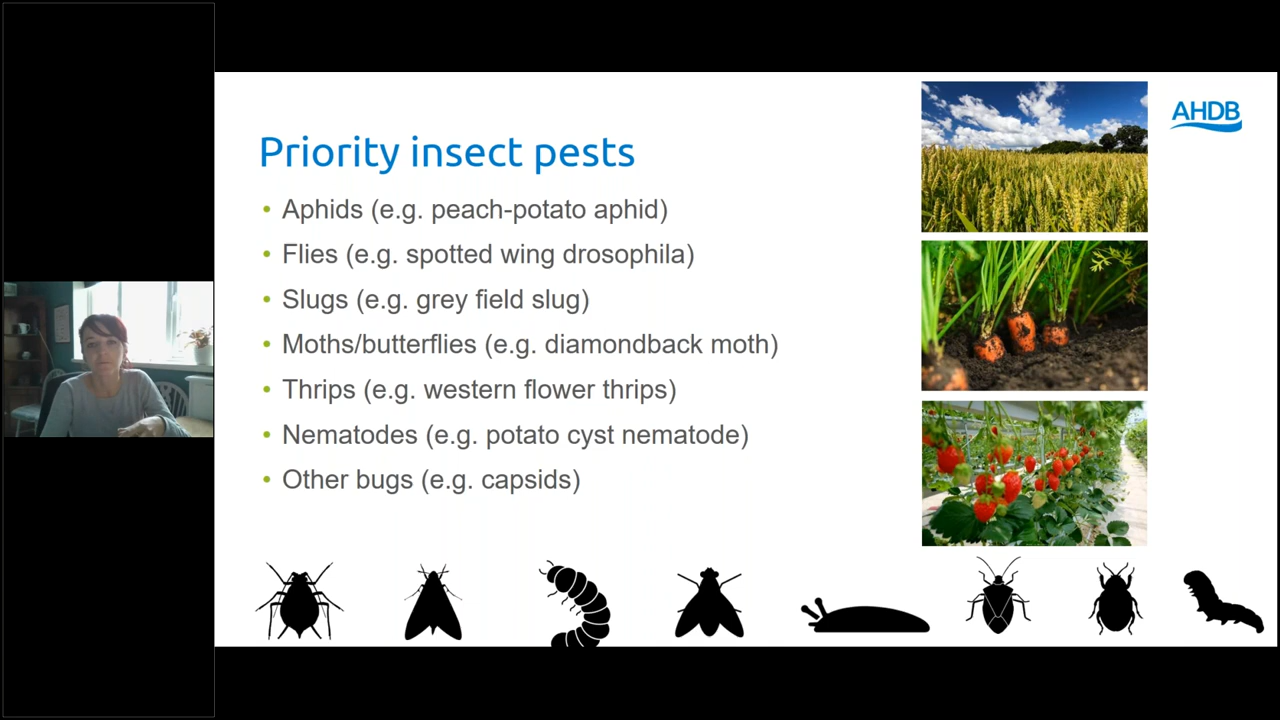 AHDB
Priority insect pests
• Aphids (e.g. peach-potato aphid)
• Flies (e.g. spotted wing drosophila)
• Slugs (e.g. grey field slug)
• Moths/butterflies (e.g. diamondback moth)
• Thrips (e.g. western flower thrips)
• Nematodes (e.g. potato cyst nematode)
• Other bugs (e.g. capsids)